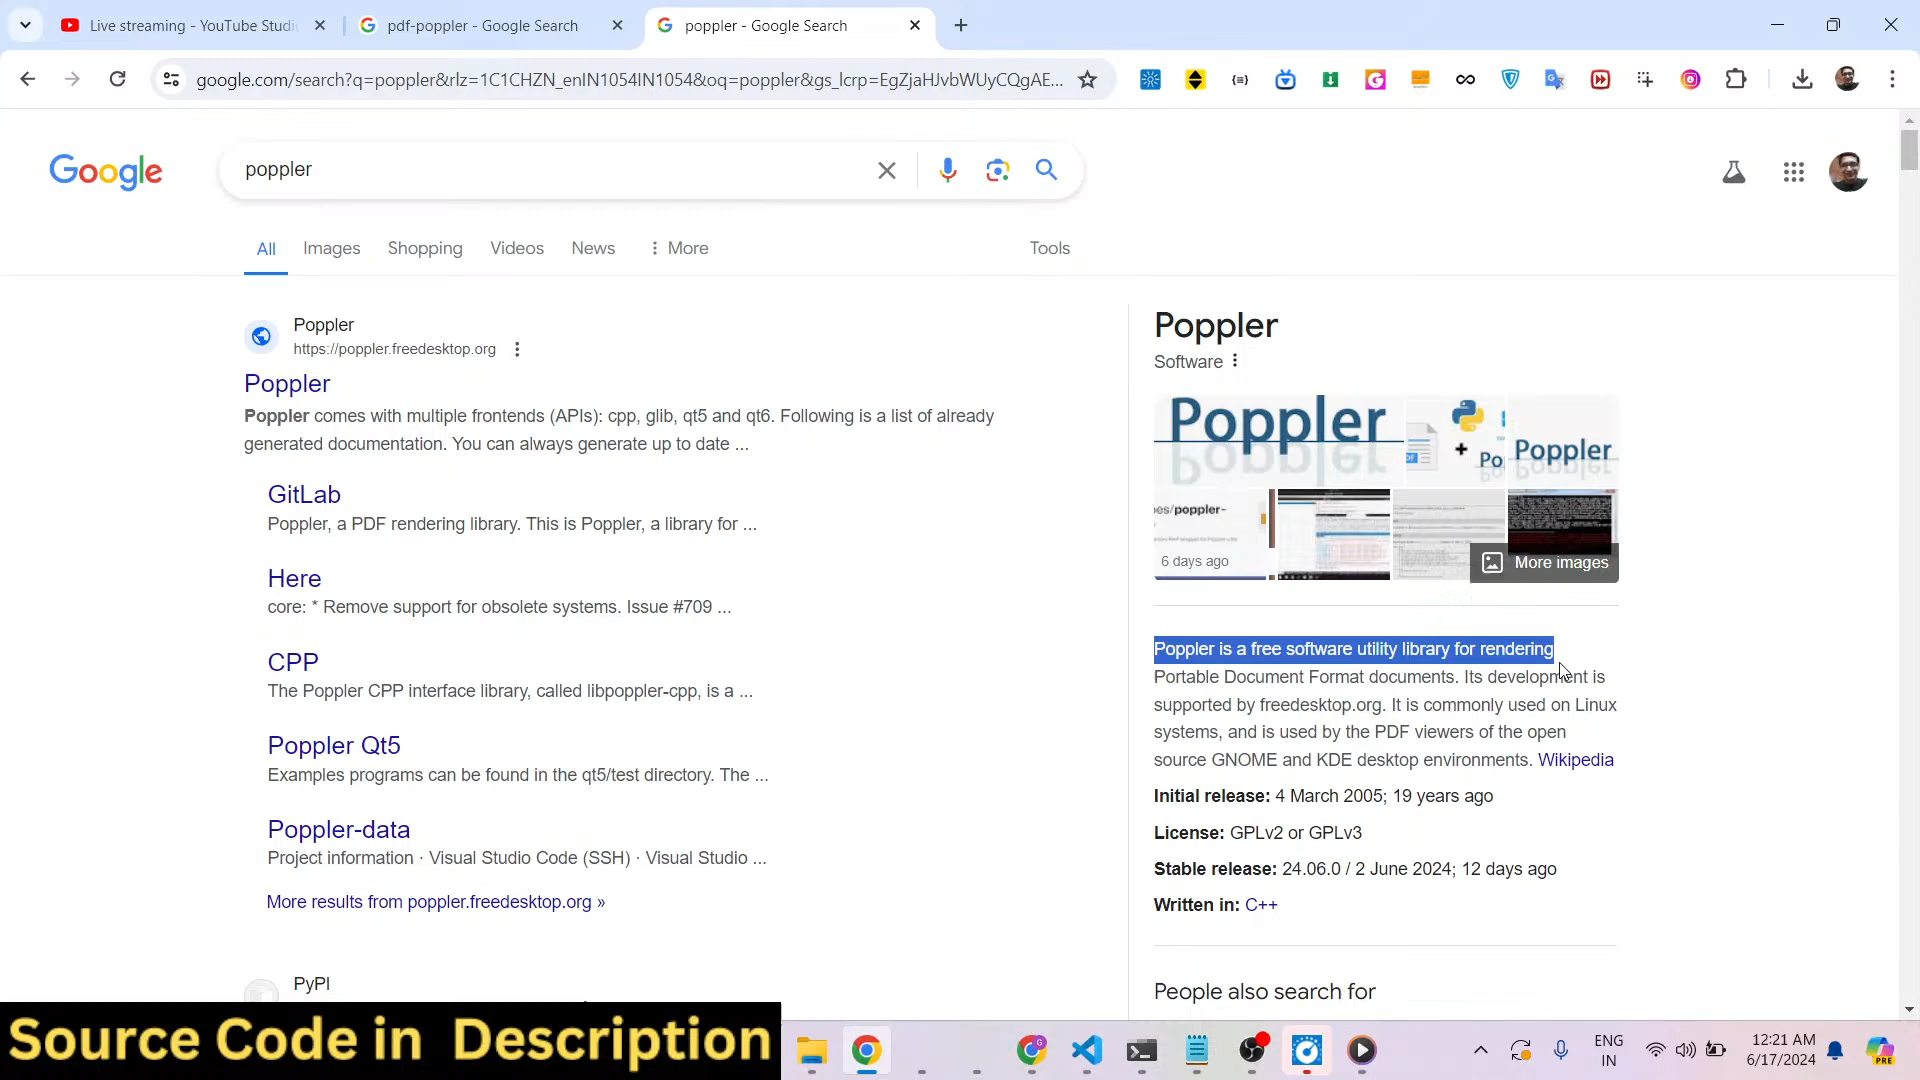 Live streaming - YouTube Studi
pdf-poppler - Google Search
poppler - Google Search
google.com/search?q=poppler&rlz=1C1CHZN_enIN1054IN1054&oq=poppler&gs_lcrp=EgZjaHJvbWUyCQgAE...
Google
poppler
All
Images
Shopping
Videos
News
More
Tools
Poppler
https://poppler.freedesktop.org
Poppler
Poppler comes with multiple frontends (APIs): cpp, glib, qt5 and qt6. Following is a list of already
generated documentation. You can always generate up to date ...
GitLab
Poppler, a PDF rendering library. This is Poppler, a library for ...
Here
core: * Remove support for obsolete systems. Issue #709 ...
CPP
The Poppler CPP interface library, called libpoppler-cpp, is a ...
Poppler Qt5
Examples programs can be found in the qt5/test directory. The ...
Poppler-data
Project information · Visual Studio Code (SSH) · Visual Studio ...
More results from poppler.freedesktop.org »
PyPI
Poppler
Software
Poppler
+
Po
Poppler
es/poppler-
6 days ago
More images
Poppler is a free software utility library for rendering
Portable Document Format documents. Its development is
supported by freedesktop.org. It is commonly used on Linux
systems, and is used by the PDF viewers of the open
source GNOME and KDE desktop environments. Wikipedia
Initial release: 4 March 2005; 19 years ago
License: GPLv2 or GPLv3
Stable release: 24.06.0 / 2 June 2024; 12 days ago
Written in: C++
People also search for
Source Code in Description
ENG
IN
12:21 AM
6/17/2024
PRE